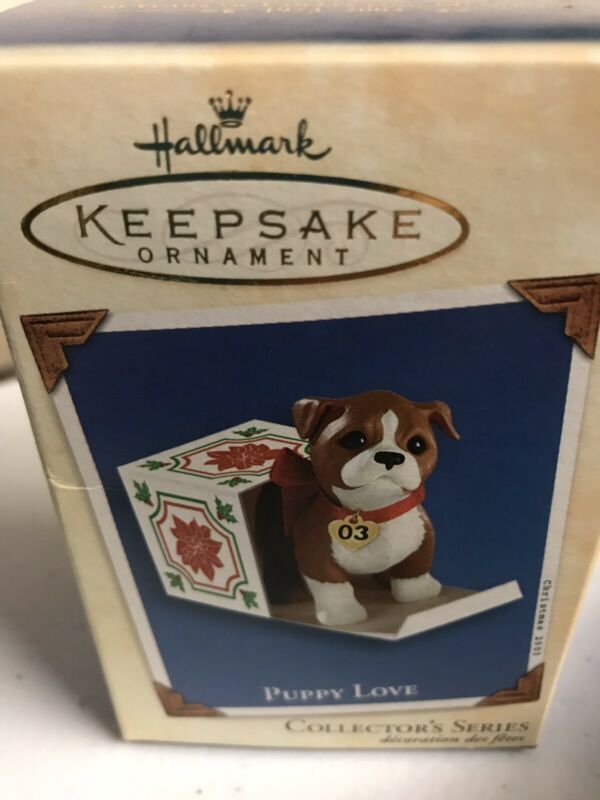 Hallmark
KEEPSAKE
ORNAMENT
03
Christmas 2003
PUPPY LOVE
COLLECTOR'S SERIES
décoration des fêtes